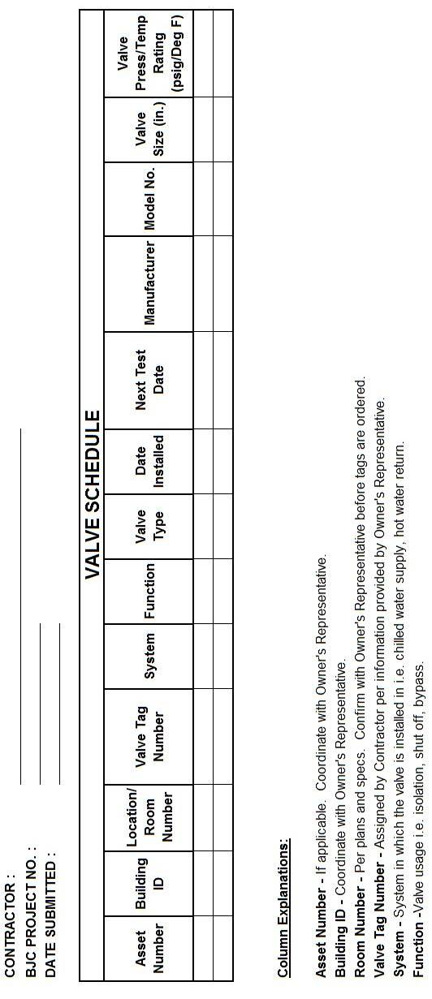 CONTRACTOR :
BJC PROJECT NO. :
DATE SUBMITTED :
VALVE SCHEDULE
Asset Number
Building ID
Location/ Room Number
Valve Tag Number
System
Function
Valve Type
Date Installed
Next Test Date
Manufacturer
Model No.
Valve Size (in.)
Valve Press/Temp Rating (psig/Deg F)
Column Explanations:
Asset Number - If applicable.  Coordinate with Owner's Representative.
Building ID - Coordinate with Owner's Representative.
Room Number - Per plans and specs.  Confirm with Owner's Representative before tags are ordered.
Valve Tag Number - Assigned by Contractor per information provided by Owner's Representative.
System - System in which the valve is installed in i.e. chilled water supply, hot water return.
Function -Valve usage i.e. isolation, shut off, bypass.